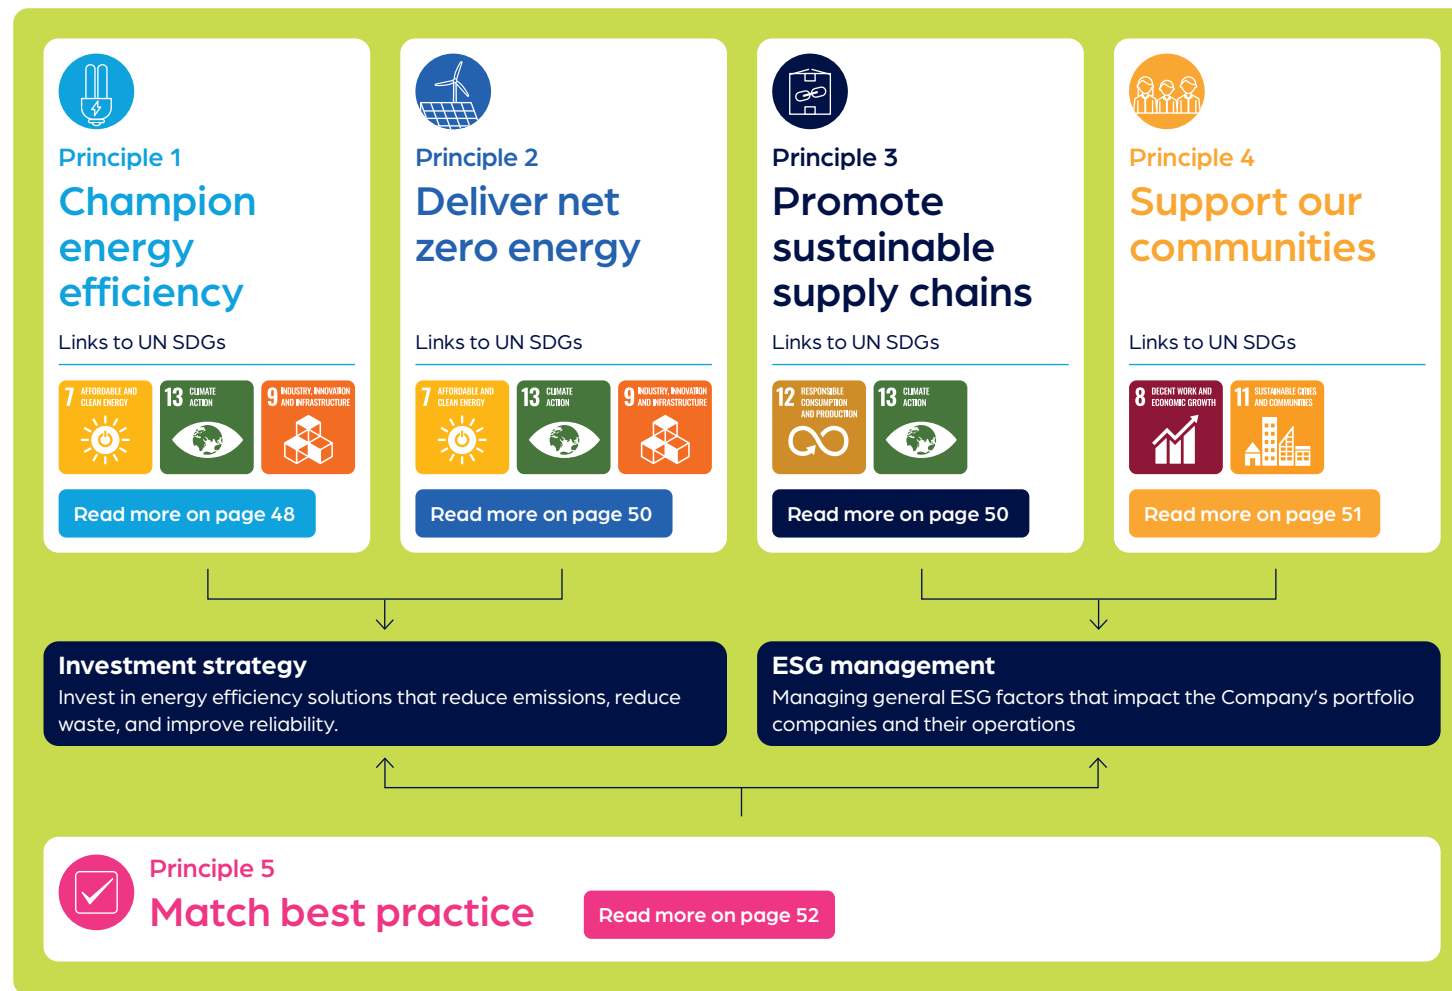 Principle 1
Champion
energy
efficiency
Links to UN SDGs
7 AFFORDABLE AND
CLEAN ENERGY
13 CLIMATE
ACTION
9 INDUSTRY, INNOVATION
AND INFRASTRUCTURE
Read more on page 48
Principle 2
Deliver net
zero energy
Links to UN SDGs
7 AFFORDABLE AND
CLEAN ENERGY
13 CLIMATE
ACTION
9 INDUSTRY, INNOVATION
AND INFRASTRUCTURE
Read more on page 50
Principle 3
Promote
sustainable
supply chains
Links to UN SDGs
12 RESPONSIBLE
CONSUMPTION
AND PRODUCTION
13 CLIMATE
ACTION
Read more on page 50
Principle 4
Support our
communities
Links to UN SDGs
8 DECENT WORK AND
ECONOMIC GROWTH
11 SUSTAINABLE CITIES
AND COMMUNITIES
Read more on page 51
Investment strategy
Invest in energy efficiency solutions that reduce emissions, reduce
waste, and improve reliability.
ESG management
Managing general ESG factors that impact the Company's portfolio
companies and their operations
Principle 5
Match best practice
Read more on page 52